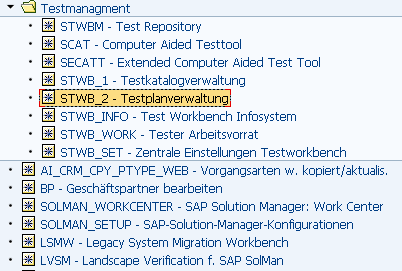 Testmanagment
STWBM - Test Repository
SCAT - Computer Aided Testtool
SECATT - Extended Computer Aided Test Tool
STWB_1 - Testkatalogverwaltung
STWB_2 - Testplanverwaltung
STWB_INFO - Test Workbench Infosystem
STWB_WORK - Tester Arbeitsvorrat
STWB_SET - Zentrale Einstellungen Testworkbench
AI_CRM_CPY_PTYPE_WEB - Vorgangsarten w. kopiert/aktualis.
BP - Geschäftspartner bearbeiten
SOLMAN_WORKCENTER - SAP Solution Manager: Work Center
SOLMAN_SETUP - SAP-Solution-Manager-Konfigurationen
LSMW - Legacy System Migration Workbench
LVSM - Landscape Verification f. SAP SolMan